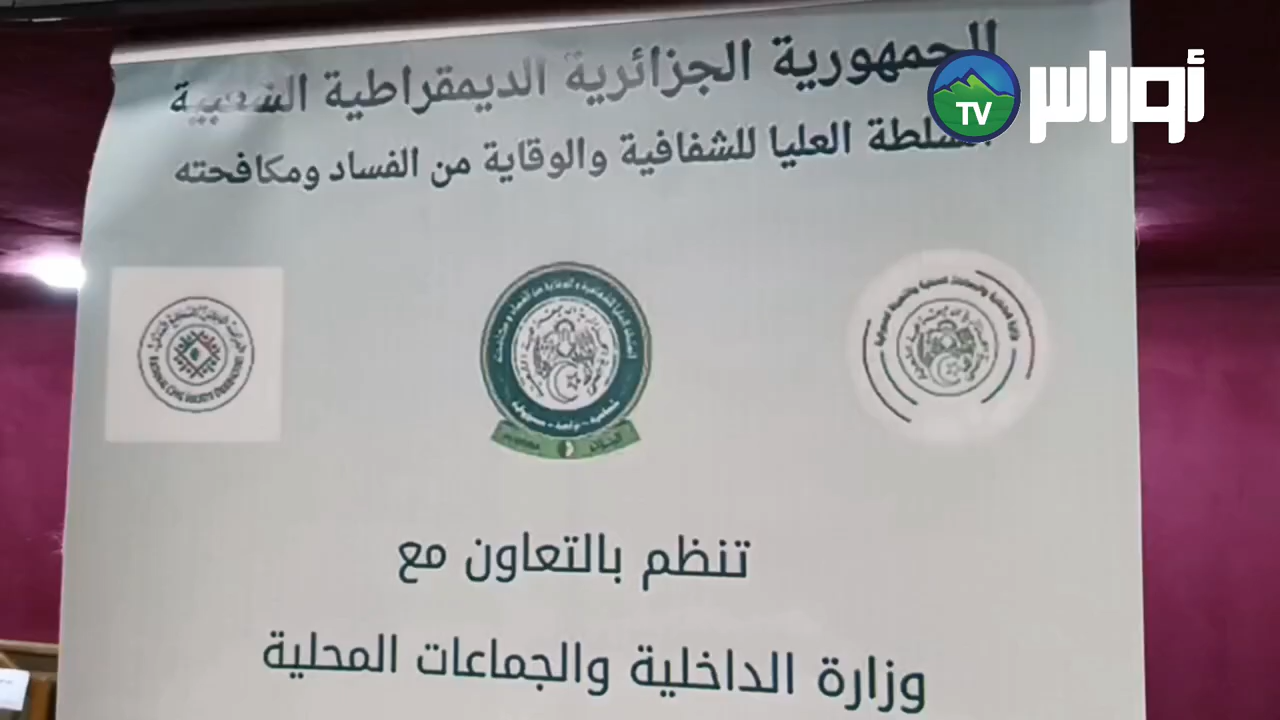 الجمهورية الجزائرية الديمقراطية الشعبية
السلطة العليا للشفافية والوقاية من الفساد ومكافحته
أوراس
TV
تنظم بالتعاون مع
وزارة الداخلية والجماعات المحلية